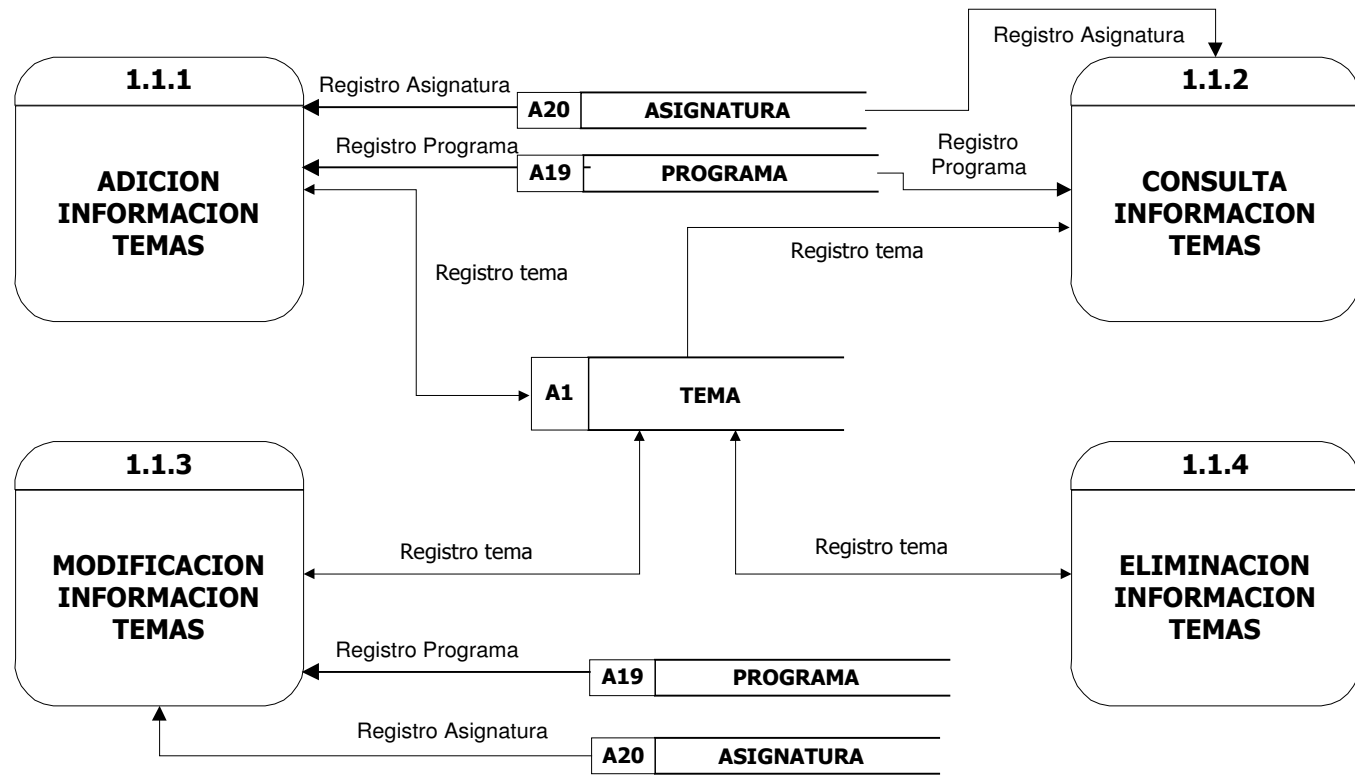 Registro Asignatura
1.1.1
1.1.2
Registro Asignatura
A20
ASIGNATURA
Registro Programa
A19
PROGRAMA
Registro
Programa
ADICION
INFORMACION
TEMAS
CONSULTA
INFORMACION
TEMAS
Registro tema
Registro tema
A1
TEMA
1.1.3
1.1.4
Registro tema
Registro tema
MODIFICACION
INFORMACION
TEMAS
ELIMINACION
INFORMACION
TEMAS
Registro Programa
A19
PROGRAMA
Registro Asignatura
A20
ASIGNATURA